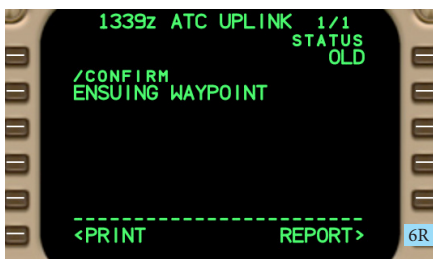 1339z ATC UPLINK 1/1
STATUS
OLD
/CONFIRM
ENSUING WAYPOINT
------------------------
<PRINT REPORT>
6R